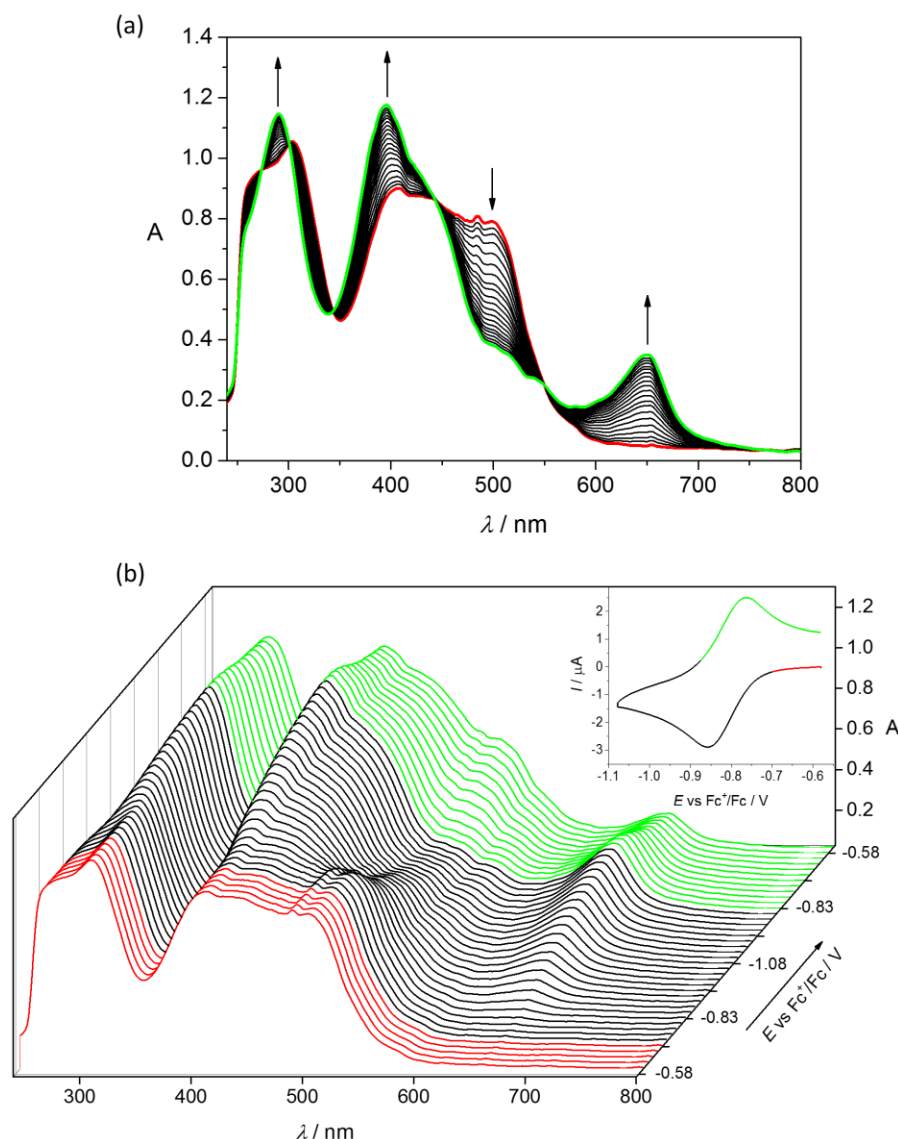 (a)
1.4
1.2
1.0
0.8
A
0.6
0.4
0.2
0.0
300 400 500 600 700 800
λ / nm
(b)
2
1
0
-1
-2
-3
I / µA
-1.1 -1.0 -0.9 -0.8 -0.7 -0.6
E vs Fc⁺/Fc / V
1.2
1.0
0.8
A
0.6
0.4
0.2
-0.58
-0.83
-1.08
-0.83
-0.58
E vs Fc⁺/Fc / V
300 400 500 600 700 800
λ / nm